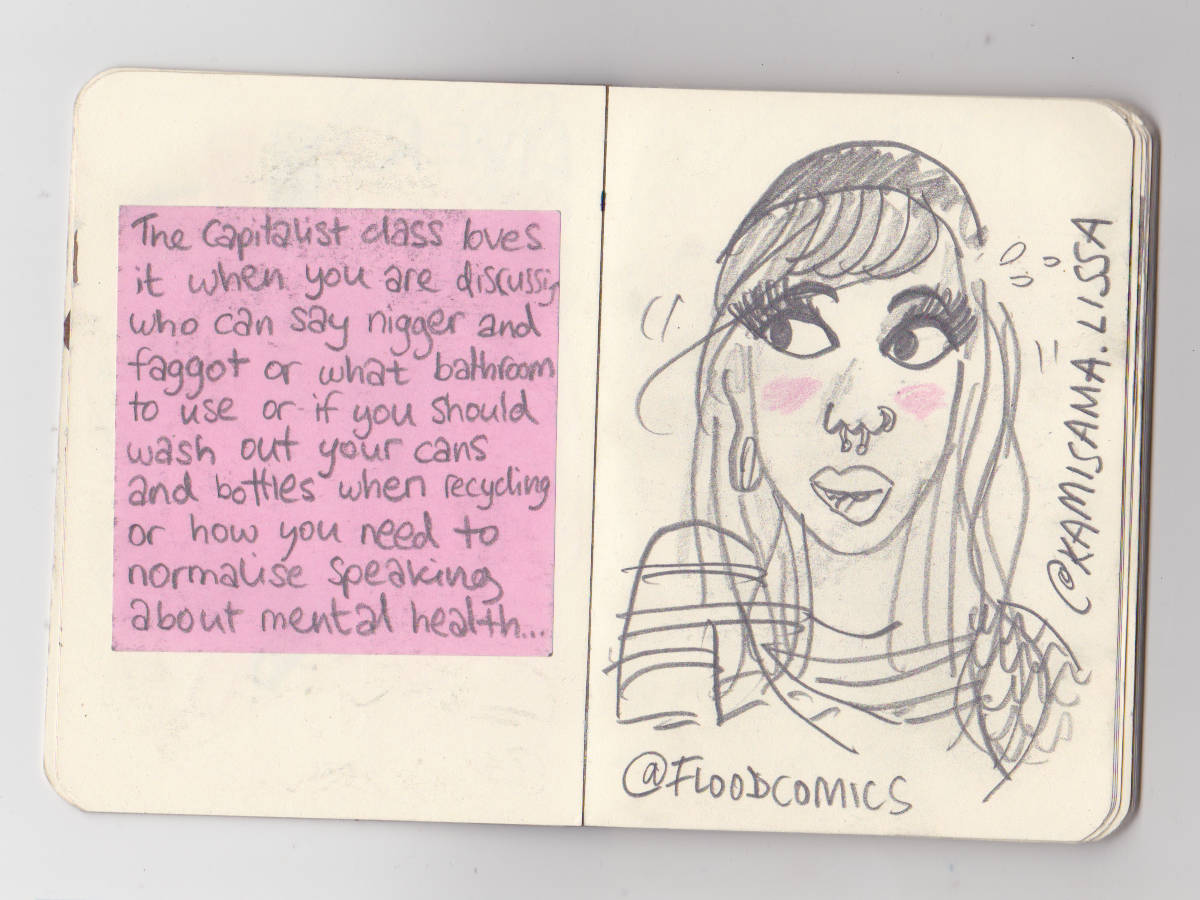 The Capitalist class loves
it when you are discussing
who can say nigger and
faggot or what bathroom
to use or if you should
wash out your cans
and bottles when recycling
or how you need to
normalise speaking
about mental health...
@KAMISAMA.LISSA
@FLOODCOMICS